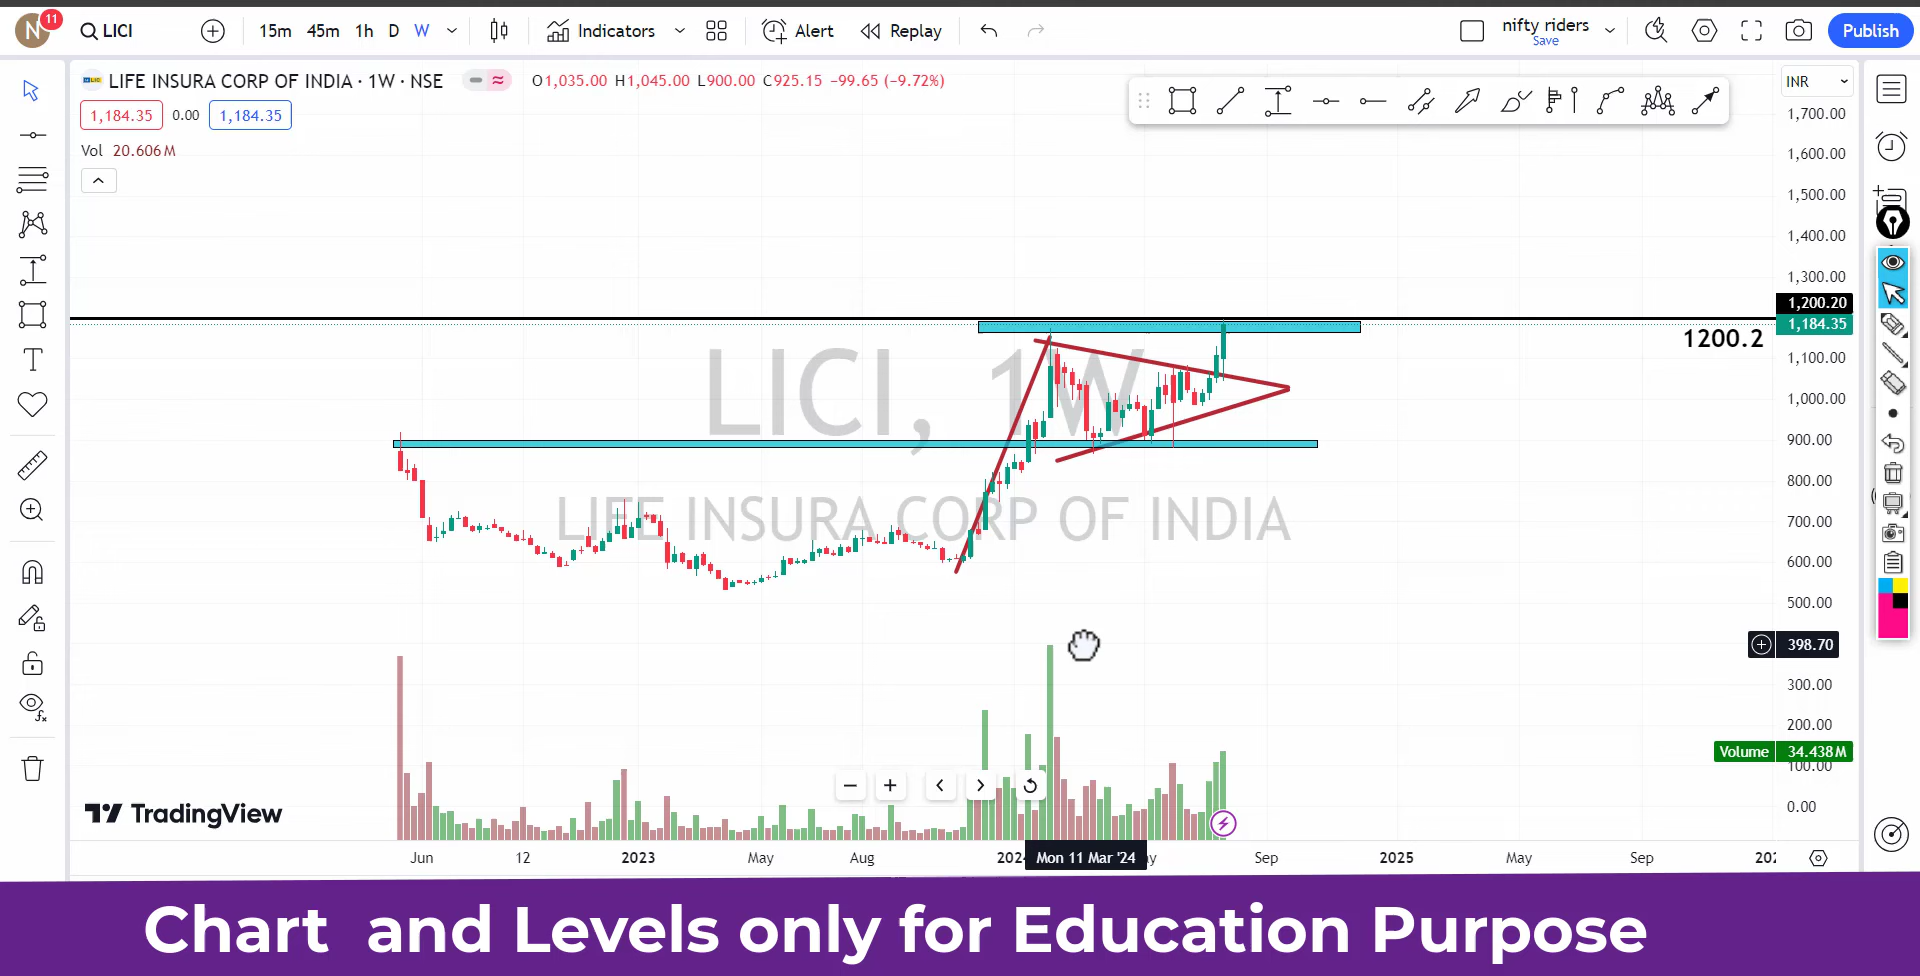 N 11 LICI 15m 45m 1h D W Indicators Alert Replay nifty riders Save Publish
LIFE INSURA CORP OF INDIA · 1W · NSE O1,035.00 H1,045.00 L900.00 C925.15 −99.65 (−9.72%) INR
1,184.35 0.00 1,184.35
Vol 20.606M
1,700.00
1,600.00
1,500.00
1,400.00
1,300.00
1,200.20
1,184.35
1200.2
1,100.00
LICI, 1W
1,000.00
900.00
800.00
LIFE INSURA CORP OF INDIA
700.00
600.00
500.00
398.70
300.00
200.00
Volume 34.438M
100.00
0.00
TradingView
Jun 12 2023 May Aug 2024 Mon 11 Mar '24 Sep 2025 May Sep
Chart and Levels only for Education Purpose